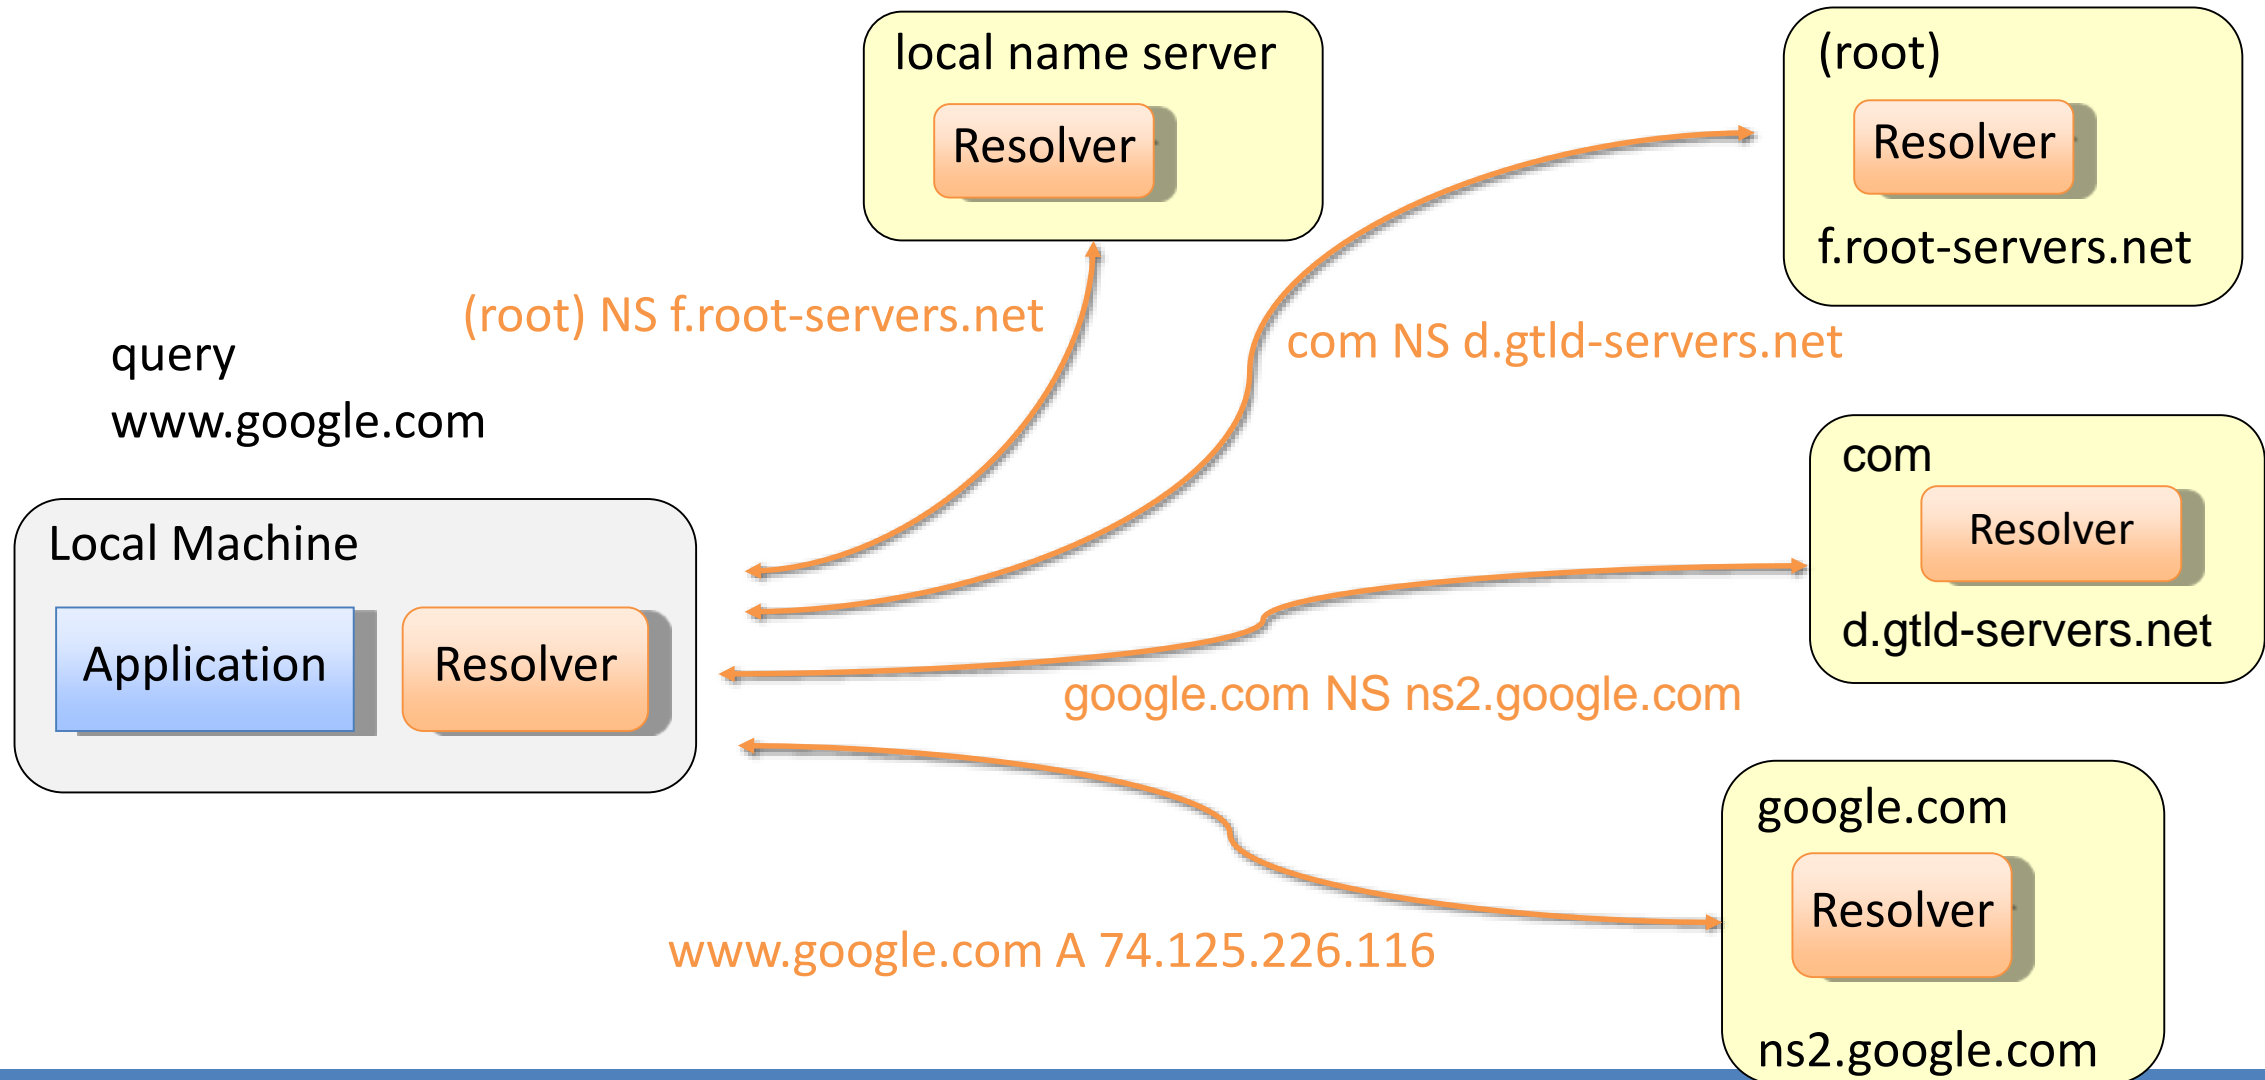 local name server
Resolver
(root)
Resolver
f.root-servers.net
(root) NS f.root-servers.net
com NS d.gtld-servers.net
query
www.google.com
com
Resolver
d.gtld-servers.net
Local Machine
Application
Resolver
google.com NS ns2.google.com
google.com
Resolver
ns2.google.com
www.google.com A 74.125.226.116